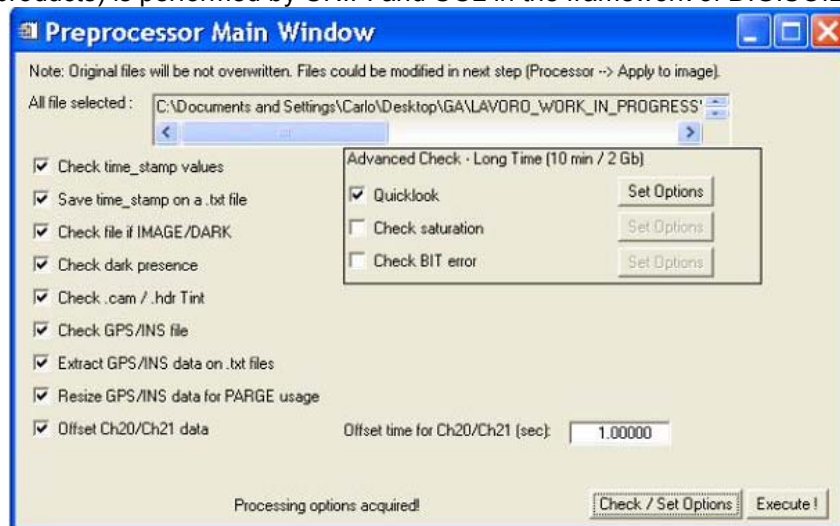 Preprocessor Main Window
Note: Original files will be not overwritten. Files could be modified in next step (Processor --> Apply to image).
All file selected :
C:\Documents and Settings\Carlo\Desktop\GA\LAVORO_WORK_IN_PROGRESS
Check time_stamp values
Save time_stamp on a .txt file
Check file if IMAGE/DARK
Check dark presence
Check .cam / .hdr Tint
Check GPS/INS file
Extract GPS/INS data on .txt files
Resize GPS/INS data for PARGE usage
Offset Ch20/Ch21 data
Advanced Check - Long Time (10 min / 2 Gb)
Quicklook Set Options
Check saturation Set Options
Check BIT error Set Options
Offset time for Ch20/Ch21 (sec): 1.00000
Processing options acquired!
Check / Set Options Execute !